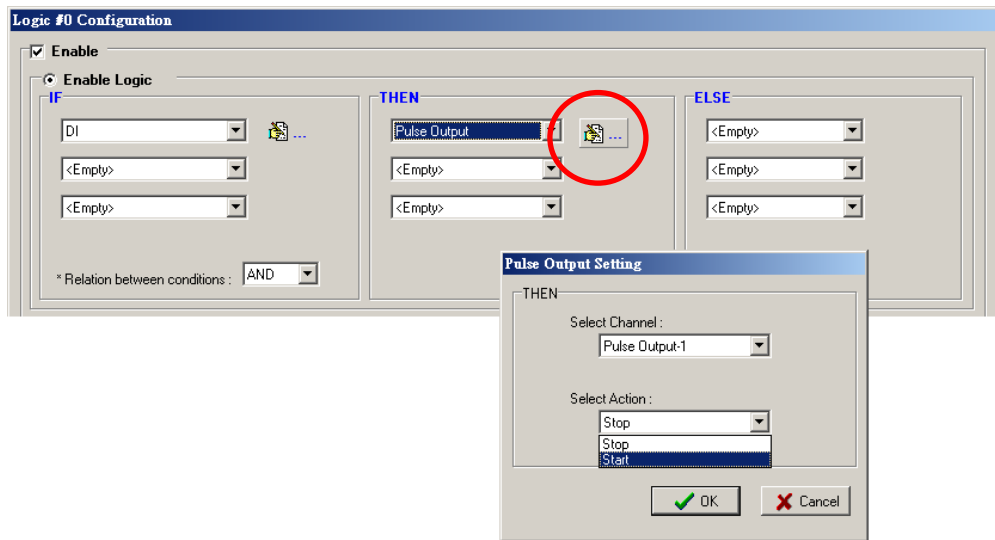 Logic #0 Configuration
Enable
Enable Logic
IF
THEN
ELSE
DI
...
Pulse Output
...
<Empty>
<Empty>
<Empty>
<Empty>
<Empty>
<Empty>
<Empty>
* Relation between conditions :
AND
Pulse Output Setting
THEN
Select Channel :
Pulse Output-1
Select Action :
Stop
Stop
Start
OK
Cancel